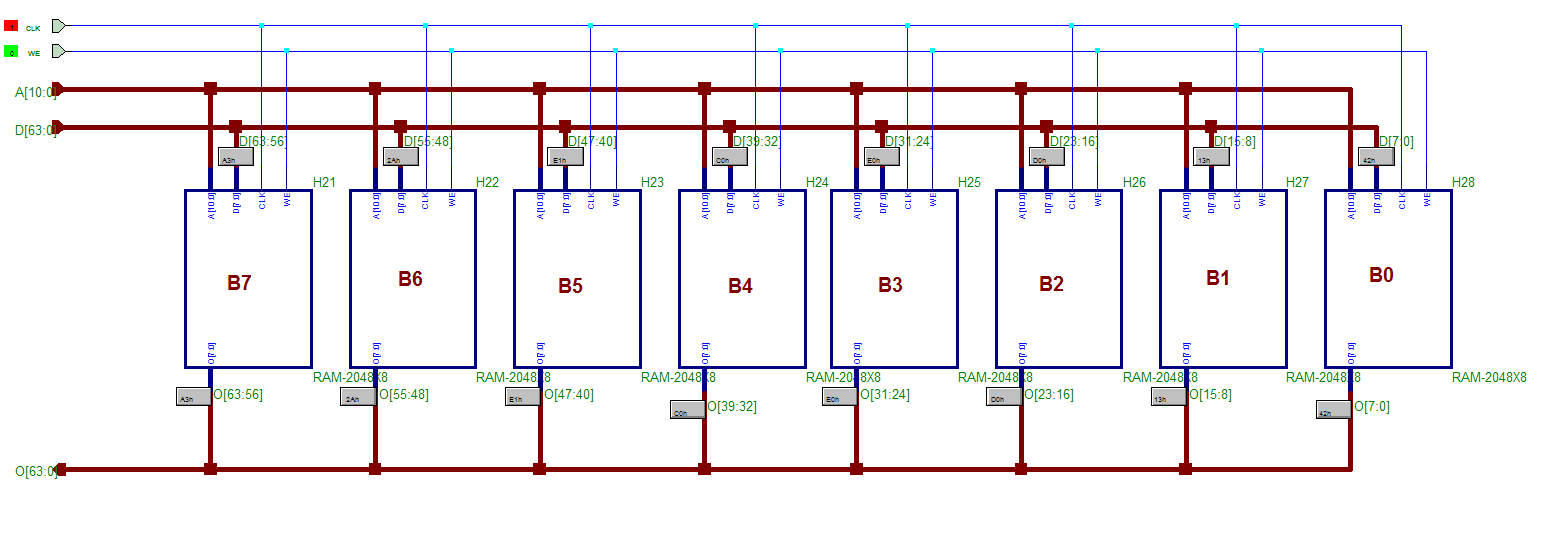 1 CLK
0 WE
A[10:0]
D[63:0]
D[63:56] D[55:48] D[47:40] D[39:32] D[31:24] D[23:16] D[15:8] D[7:0]
A3h 2Ah E1h C0h E0h D0h 13h 42h
H21 H22 H23 H24 H25 H26 H27 H28
A[10:0] D[7:0] CLK WE A[10:0] D[7:0] CLK WE A[10:0] D[7:0] CLK WE A[10:0] D[7:0] CLK WE A[10:0] D[7:0] CLK WE A[10:0] D[7:0] CLK WE A[10:0] D[7:0] CLK WE A[10:0] D[7:0] CLK WE
B7 B6 B5 B4 B3 B2 B1 B0
O[7:0] O[7:0] O[7:0] O[7:0] O[7:0] O[7:0] O[7:0] O[7:0]
RAM-2048X8 RAM-2048X8 RAM-2048X8 RAM-2048X8 RAM-2048X8 RAM-2048X8 RAM-2048X8 RAM-2048X8
A3h O[63:56] 2Ah O[55:48] E1h O[47:40] C0h O[39:32] E0h O[31:24] D0h O[23:16] 13h O[15:8] 42h O[7:0]
O[63:0]